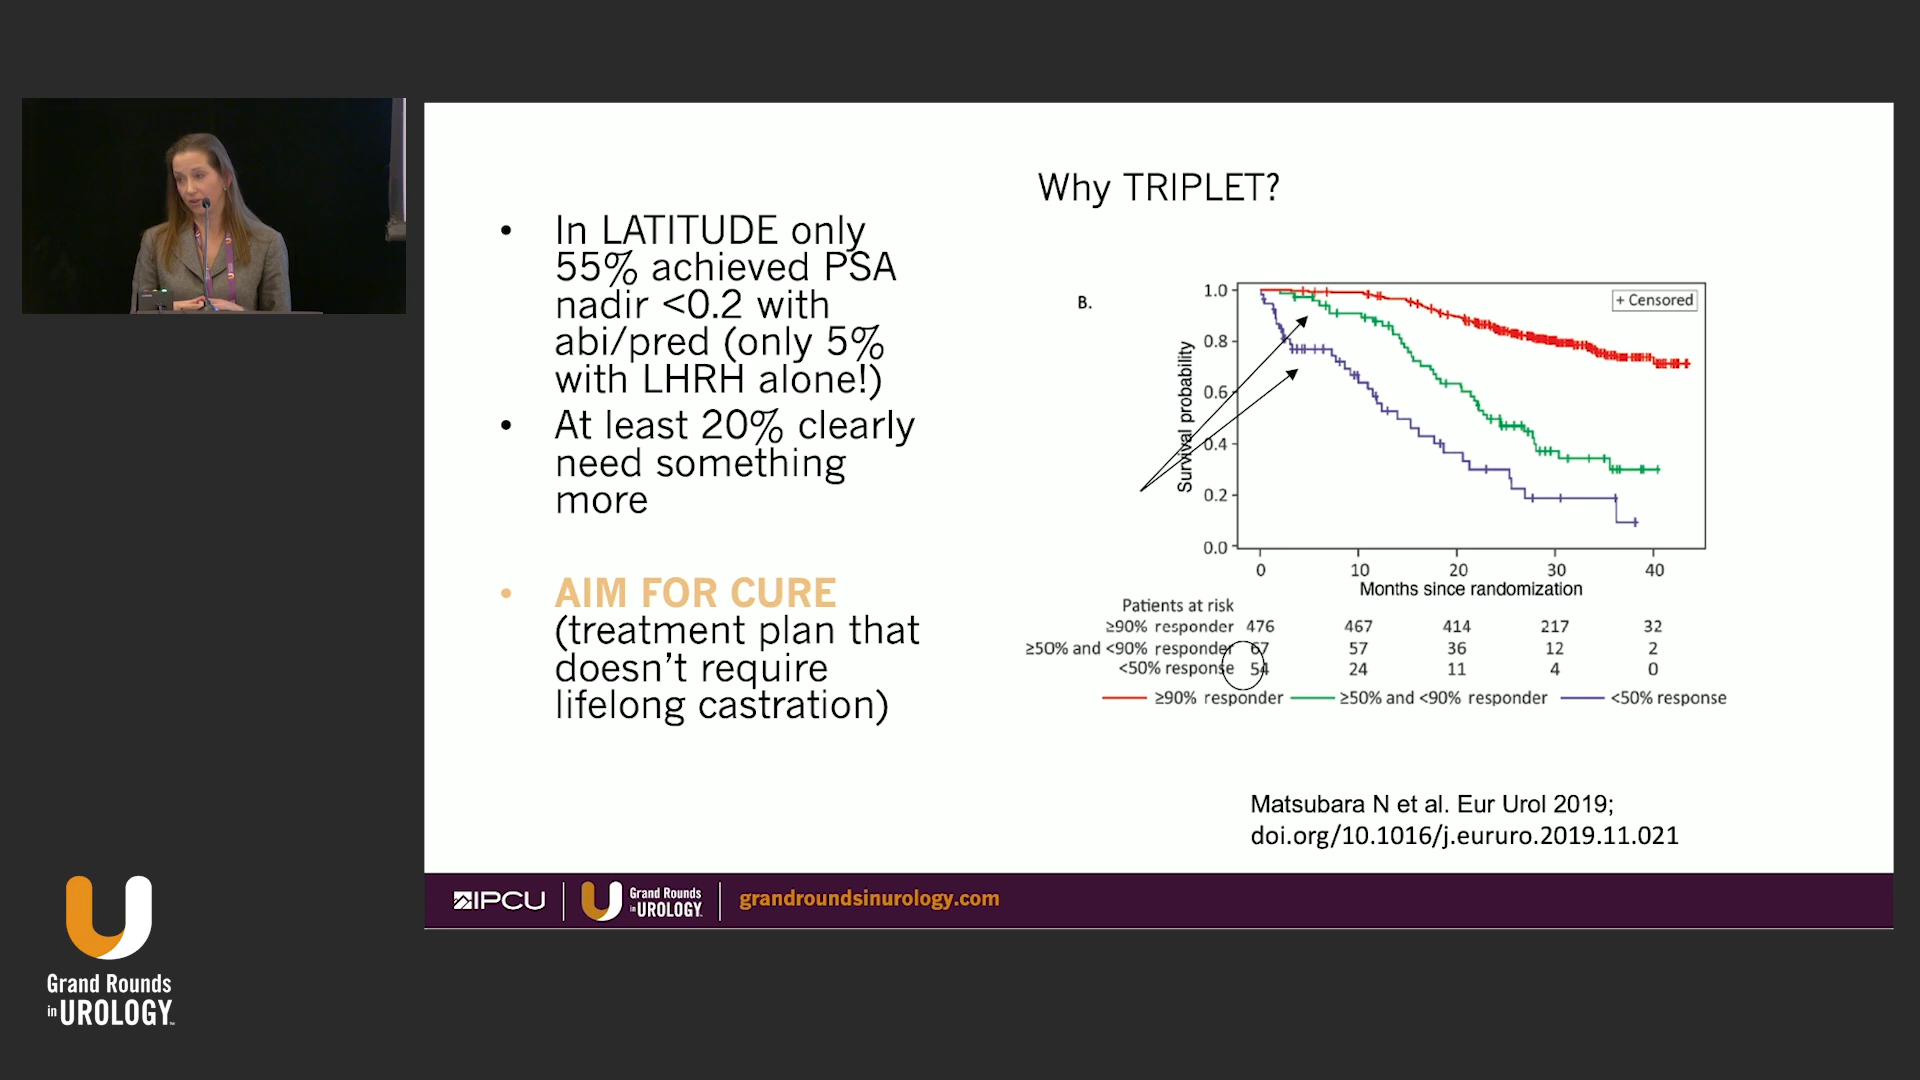 Why TRIPLET?
• In LATITUDE only
55% achieved PSA
nadir <0.2 with
abi/pred (only 5%
with LHRH alone!)
• At least 20% clearly
need something
more
• AIM FOR CURE
(treatment plan that
doesn't require
lifelong castration)
B.
+ Censored
Survival probability
1.0
0.8
0.6
0.4
0.2
0.0
0 10 20 30 40
Months since randomization
Patients at risk
≥90% responder 476 467 414 217 32
≥50% and <90% responder 67 57 36 12 2
<50% response 54 24 11 4 0
≥90% responder ≥50% and <90% responder <50% response
Matsubara N et al. Eur Urol 2019;
doi.org/10.1016/j.eururo.2019.11.021
IPCU
Grand Rounds
in UROLOGY
grandroundsinurology.com
Grand Rounds
in UROLOGY